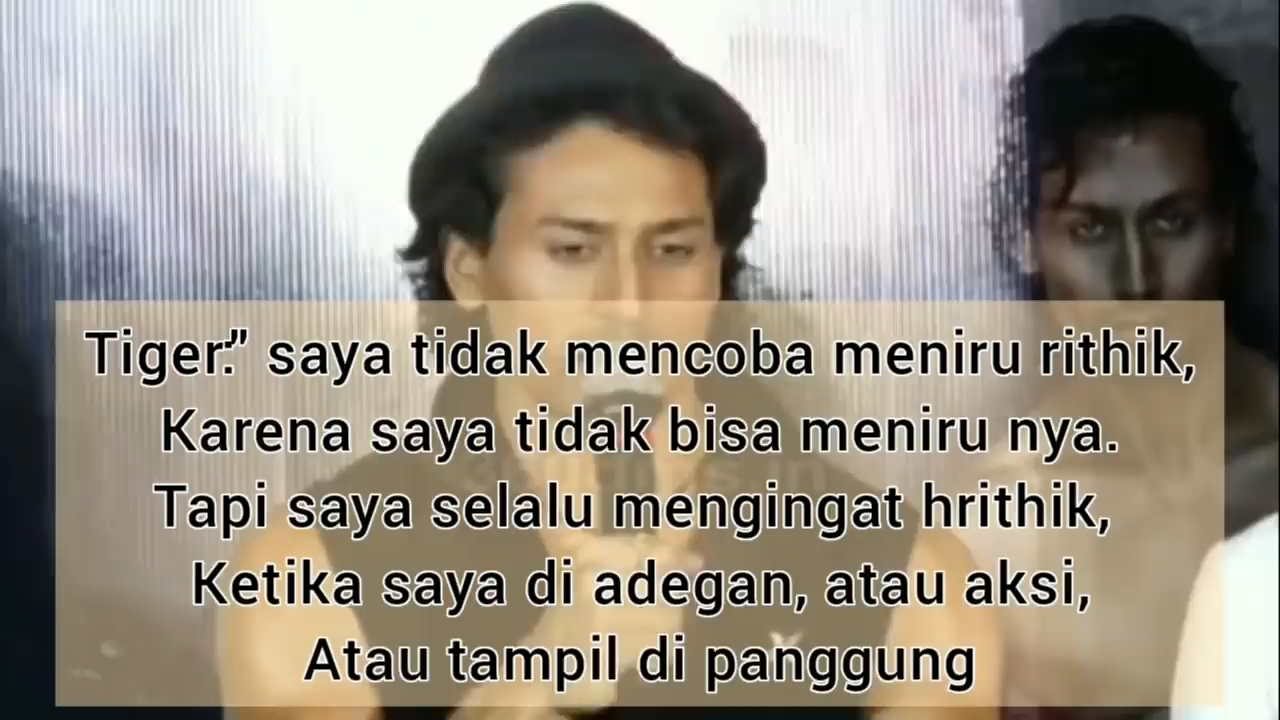 Tiger." saya tidak mencoba meniru rithik,
Karena saya tidak bisa meniru nya.
Tapi saya selalu mengingat hrithik,
Ketika saya di adegan, atau aksi,
Atau tampil di panggung